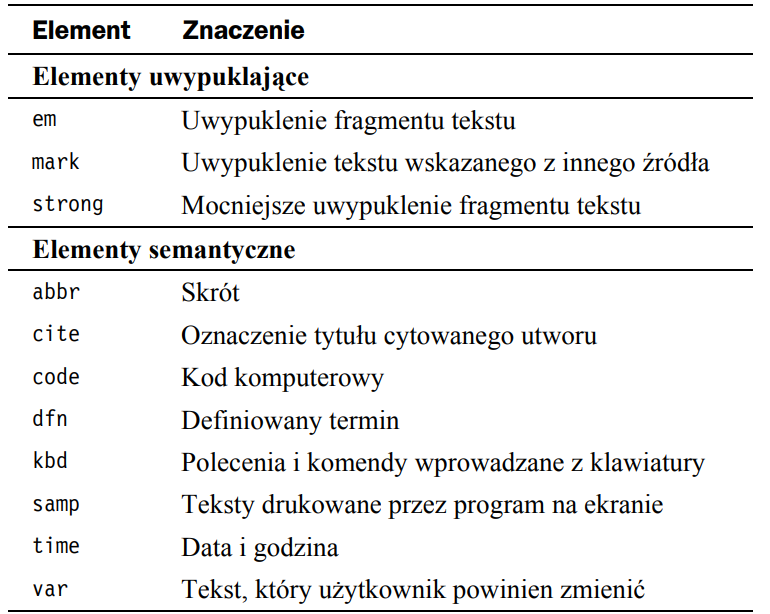 Element Znaczenie
Elementy uwypuklające
em Uwypuklenie fragmentu tekstu
mark Uwypuklenie tekstu wskazanego z innego źródła
strong Mocniejsze uwypuklenie fragmentu tekstu
Elementy semantyczne
abbr Skrót
cite Oznaczenie tytułu cytowanego utworu
code Kod komputerowy
dfn Definiowany termin
kbd Polecenia i komendy wprowadzane z klawiatury
samp Teksty drukowane przez program na ekranie
time Data i godzina
var Tekst, który użytkownik powinien zmienić